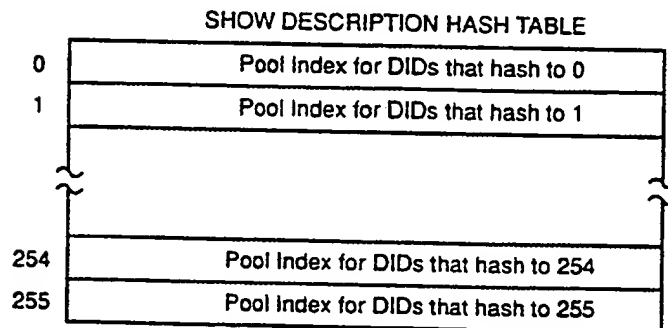 SHOW DESCRIPTION HASH TABLE
0 Pool Index for DIDs that hash to 0
1 Pool Index for DIDs that hash to 1
254 Pool Index for DIDs that hash to 254
255 Pool Index for DIDs that hash to 255